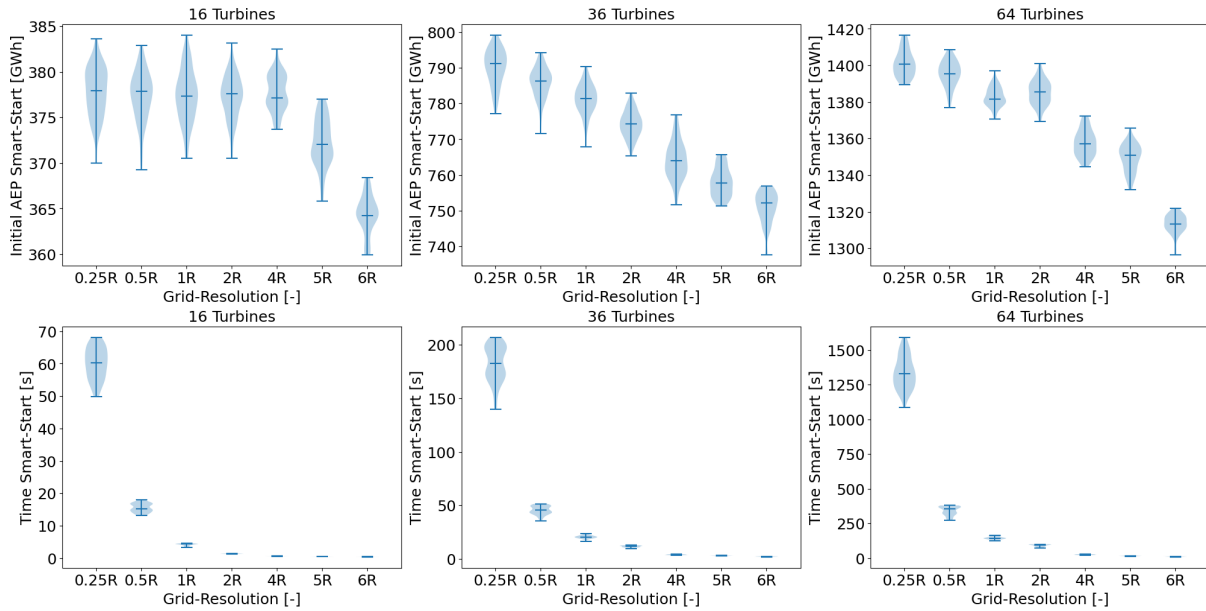 16 Turbines
36 Turbines
64 Turbines
Initial AEP Smart-Start [GWh]
385
380
375
370
365
360
0.25R 0.5R 1R 2R 4R 5R 6R
Grid-Resolution [-]
Initial AEP Smart-Start [GWh]
800
790
780
770
760
750
740
0.25R 0.5R 1R 2R 4R 5R 6R
Grid-Resolution [-]
Initial AEP Smart-Start [GWh]
1420
1400
1380
1360
1340
1320
1300
0.25R 0.5R 1R 2R 4R 5R 6R
Grid-Resolution [-]
16 Turbines
36 Turbines
64 Turbines
Time Smart-Start [s]
70
60
50
40
30
20
10
0
0.25R 0.5R 1R 2R 4R 5R 6R
Grid-Resolution [-]
Time Smart-Start [s]
200
150
100
50
0
0.25R 0.5R 1R 2R 4R 5R 6R
Grid-Resolution [-]
Time Smart-Start [s]
1500
1250
1000
750
500
250
0
0.25R 0.5R 1R 2R 4R 5R 6R
Grid-Resolution [-]